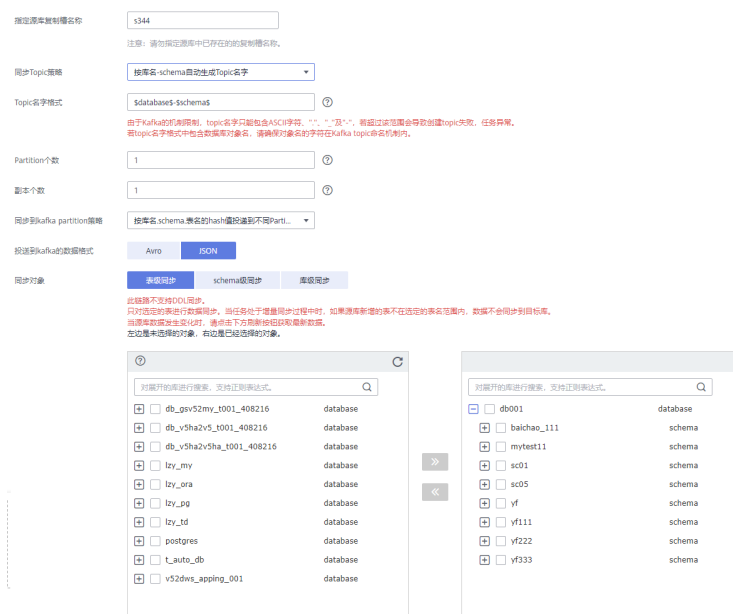 指定源库复制槽名称
s344
注意：请勿指定源库中已存在的的复制槽名称。
同步Topic策略
按库名-schema自动生成Topic名字
Topic名字格式
$database$-$schema$
由于Kafka的机制限制，topic名字只能包含ASCII字符、"."、"_"及"-"，若超过该范围会导致创建topic失败，任务异常。
若topic名字格式中包含数据库对象名，请确保对象名的字符在Kafka topic命名机制内。
Partition个数
1
副本个数
1
同步到kafka partition策略
按库名.schema.表名的hash值投递到不同Parti...
投送到kafka的数据格式
Avro JSON
同步对象
表级同步 schema级同步 库级同步
此链路不支持DDL同步。
只对选定的表进行数据同步。当任务处于增量同步过程中时，如果源库新增的表不在选定的表名范围内，数据不会同步到目标库。
当源库数据发生变化时，请点击下方刷新按钮获取最新数据。
左边是未选择的对象，右边是已经选择的对象。
对展开的库进行搜索，支持正则表达式。
db_gsv52my_t001_408216 database
db_v5ha2v5_t001_408216 database
db_v5ha2v5ha_t001_408216 database
lzy_my database
lzy_ora database
lzy_pg database
lzy_td database
postgres database
t_auto_db database
v52dws_apping_001 database
对展开的库进行搜索，支持正则表达式。
db001 database
baichao_111 schema
mytest11 schema
sc01 schema
sc05 schema
yf schema
yf111 schema
yf222 schema
yf333 schema